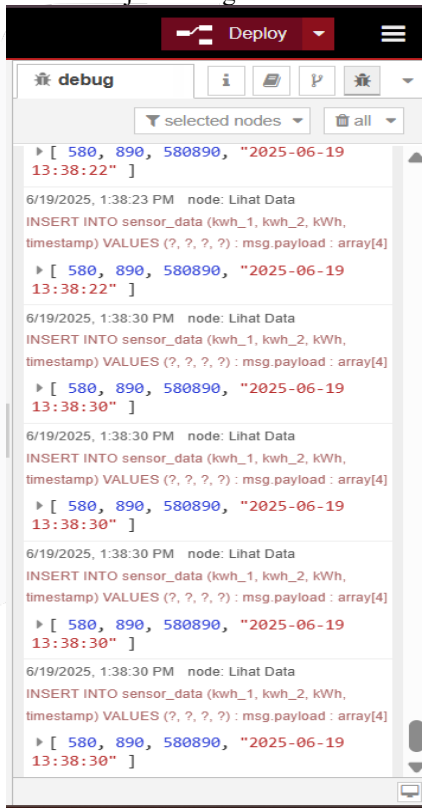 Deploy
debug
i
selected nodes
all
[ 580, 890, 580890, "2025-06-19
13:38:22" ]
6/19/2025, 1:38:23 PM node: Lihat Data
INSERT INTO sensor_data (kwh_1, kwh_2, kWh,
timestamp) VALUES (?, ?, ?, ?) : msg.payload : array[4]
[ 580, 890, 580890, "2025-06-19
13:38:22" ]
6/19/2025, 1:38:30 PM node: Lihat Data
INSERT INTO sensor_data (kwh_1, kwh_2, kWh,
timestamp) VALUES (?, ?, ?, ?) : msg.payload : array[4]
[ 580, 890, 580890, "2025-06-19
13:38:30" ]
6/19/2025, 1:38:30 PM node: Lihat Data
INSERT INTO sensor_data (kwh_1, kwh_2, kWh,
timestamp) VALUES (?, ?, ?, ?) : msg.payload : array[4]
[ 580, 890, 580890, "2025-06-19
13:38:30" ]
6/19/2025, 1:38:30 PM node: Lihat Data
INSERT INTO sensor_data (kwh_1, kwh_2, kWh,
timestamp) VALUES (?, ?, ?, ?) : msg.payload : array[4]
[ 580, 890, 580890, "2025-06-19
13:38:30" ]
6/19/2025, 1:38:30 PM node: Lihat Data
INSERT INTO sensor_data (kwh_1, kwh_2, kWh,
timestamp) VALUES (?, ?, ?, ?) : msg.payload : array[4]
[ 580, 890, 580890, "2025-06-19
13:38:30" ]